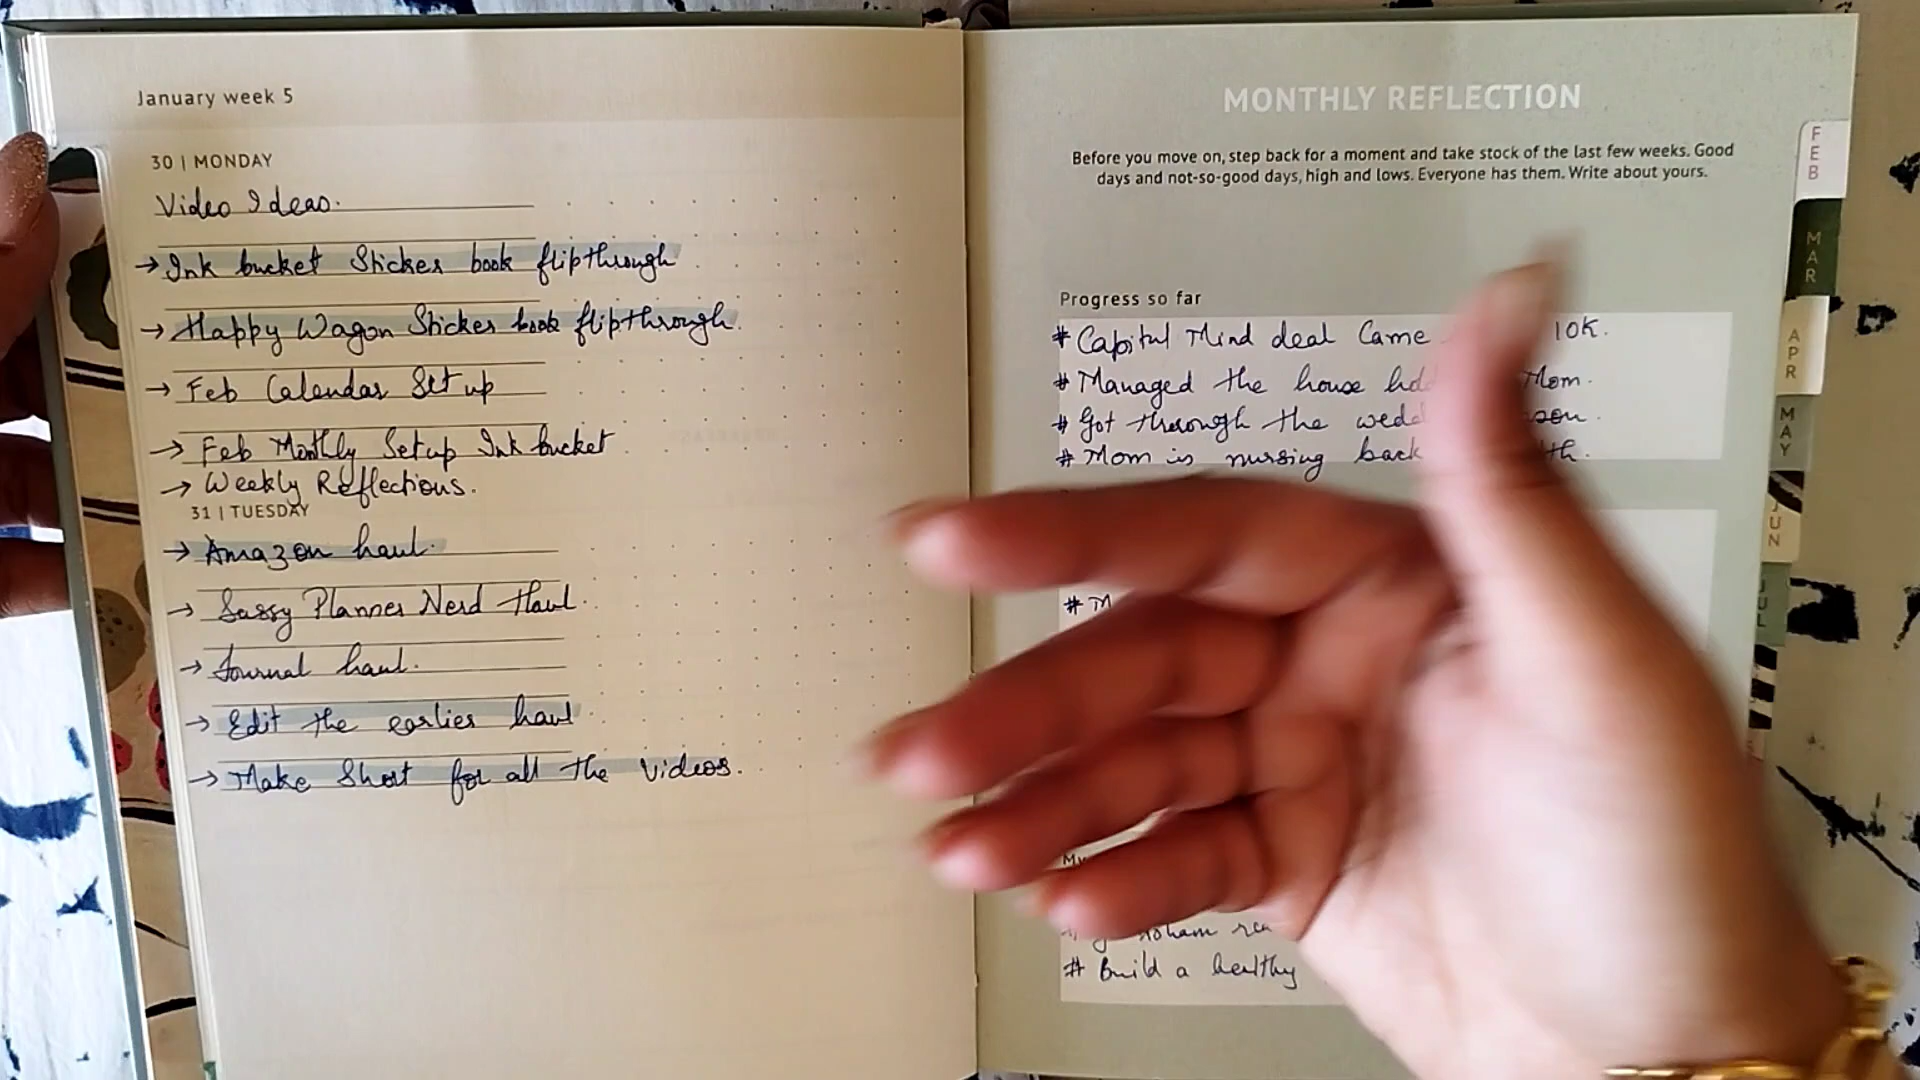 January week 5
30 | MONDAY
Video Ideas.
→ Ink bucket Sticker book flipthrough
→ Happy Wagon Sticker book flipthrough.
→ Feb Calendar Set up
→ Feb Monthly Setup Ink bucket
→ Weekly Reflections.
31 | TUESDAY
→ Amazon haul.
→ Sassy Planner Nerd Haul.
→ Journal haul.
→ Edit the earlier haul
→ Make Short for all the videos.
MONTHLY REFLECTION
Before you move on, step back for a moment and take stock of the last few weeks. Good
days and not-so-good days, high and lows. Everyone has them. Write about yours.
Progress so far
# Capital Mind deal Came 10K.
# Managed the house Mom.
# Got through the
# Mom is nursing back
#
My
# Build a healthy
FEB
MAR
APR
MAY
JUN
JUL